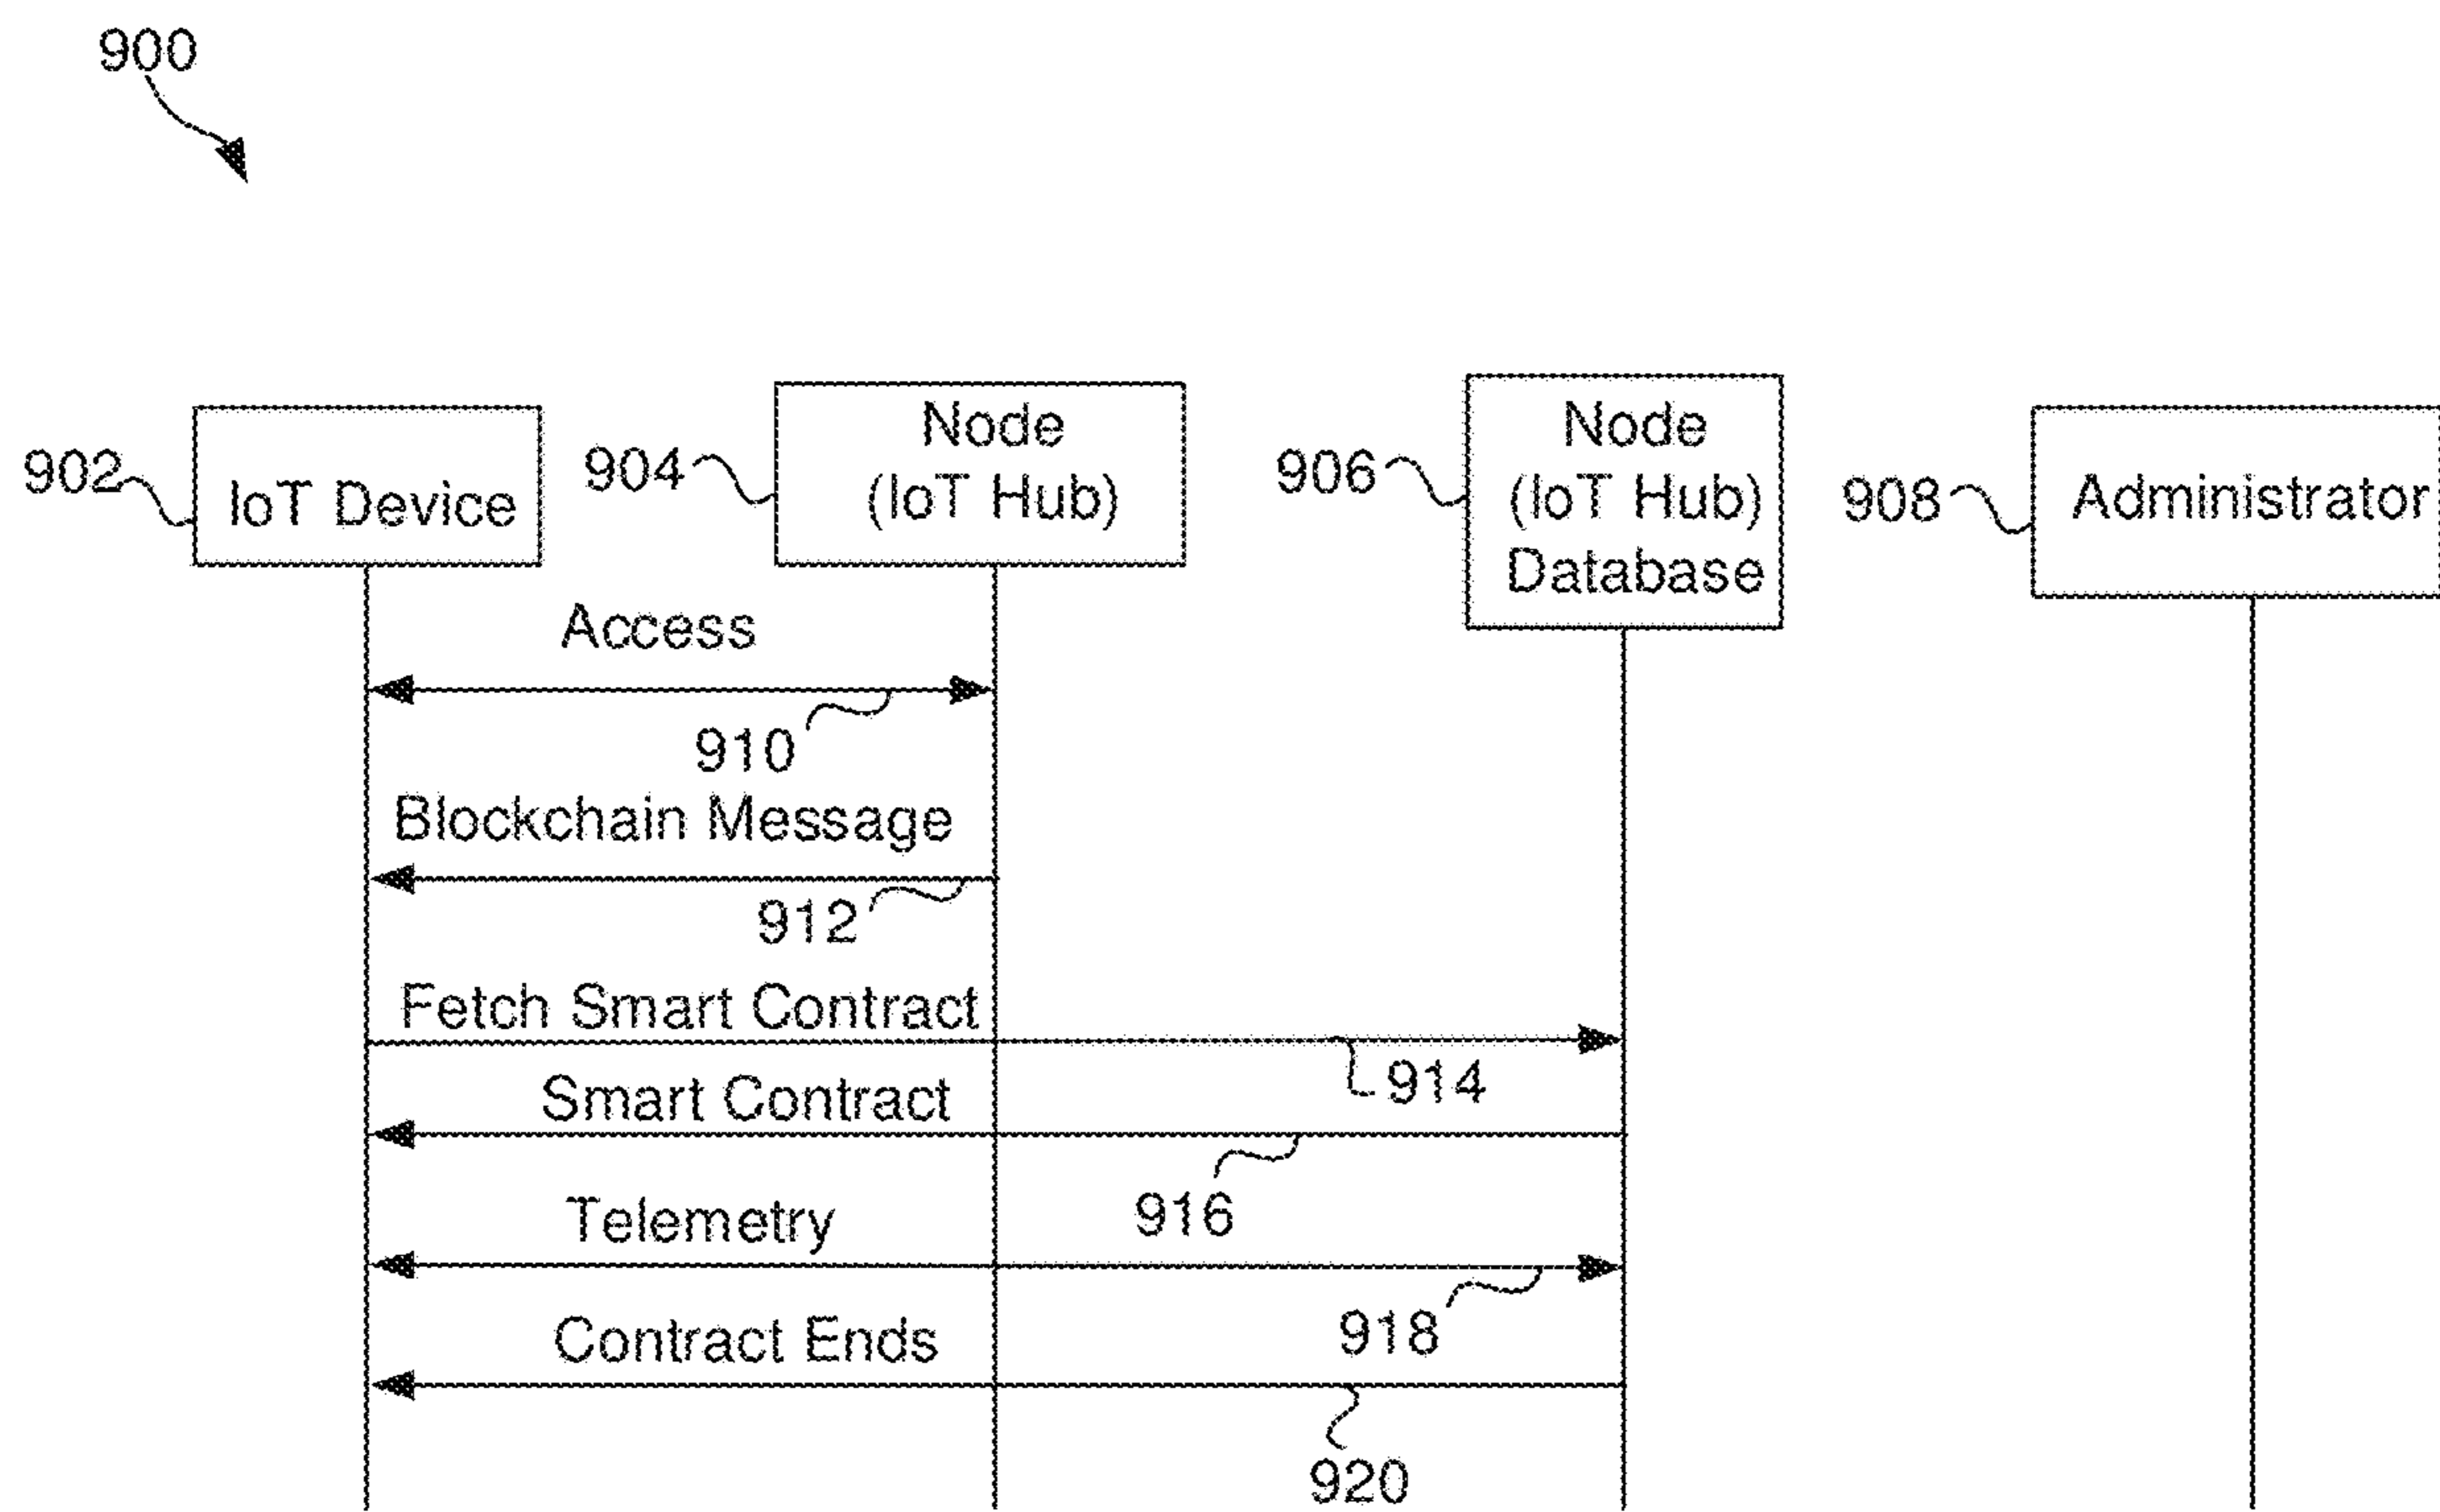 900
902
IoT Device
904
Node
(IoT Hub)
906
Node
(IoT Hub)
Database
908
Administrator
Access
910
Blockchain Message
912
Fetch Smart Contract
914
Smart Contract
916
Telemetry
918
Contract Ends
920